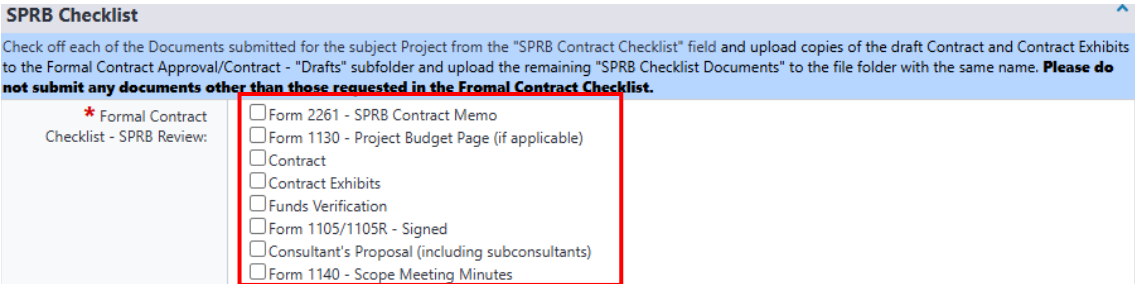 SPRB Checklist
Check off each of the Documents submitted for the subject Project from the "SPRB Contract Checklist" field and upload copies of the draft Contract and Contract Exhibits
to the Formal Contract Approval/Contract - "Drafts" subfolder and upload the remaining "SPRB Checklist Documents" to the file folder with the same name. Please do
not submit any documents other than those requested in the Fromal Contract Checklist.
* Formal Contract
Checklist - SPRB Review:
Form 2261 - SPRB Contract Memo
Form 1130 - Project Budget Page (if applicable)
Contract
Contract Exhibits
Funds Verification
Form 1105/1105R - Signed
Consultant's Proposal (including subconsultants)
Form 1140 - Scope Meeting Minutes